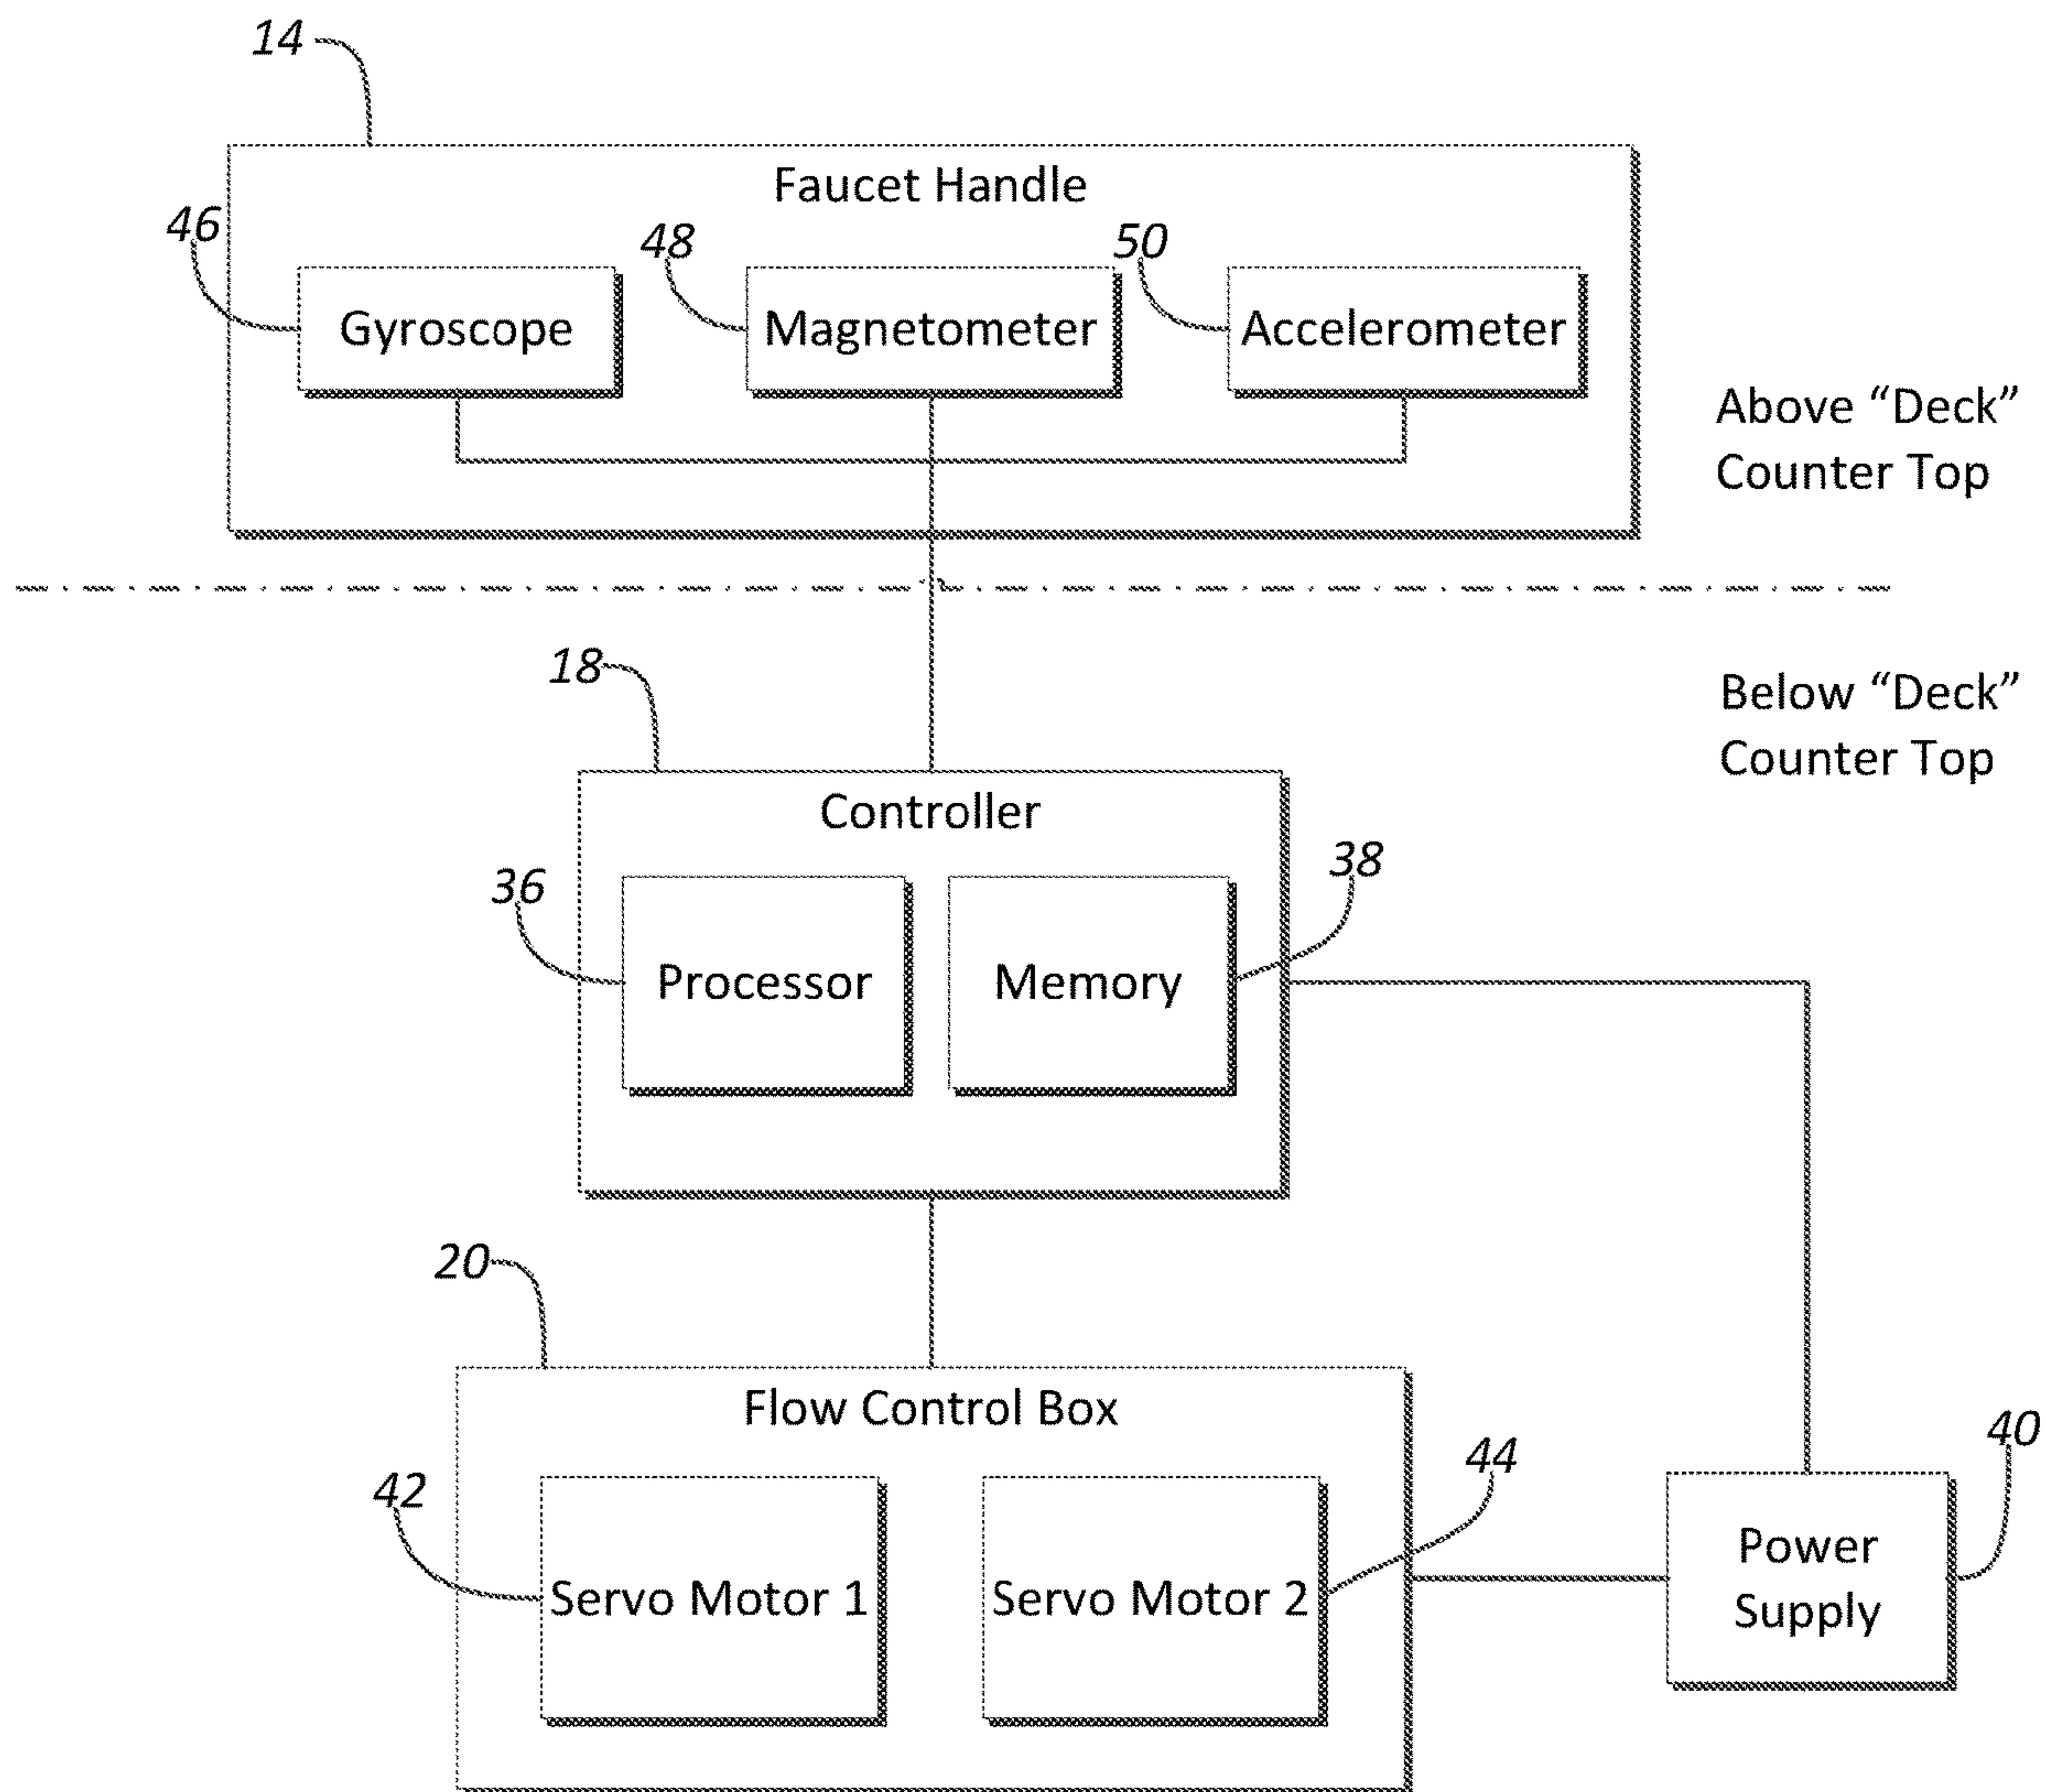 14
Faucet Handle
46
48
50
Gyroscope
Magnetometer
Accelerometer
Above “Deck”
Counter Top
18
Below “Deck”
Counter Top
Controller
36
38
Processor
Memory
20
Flow Control Box
42
44
40
Servo Motor 1
Servo Motor 2
Power
Supply